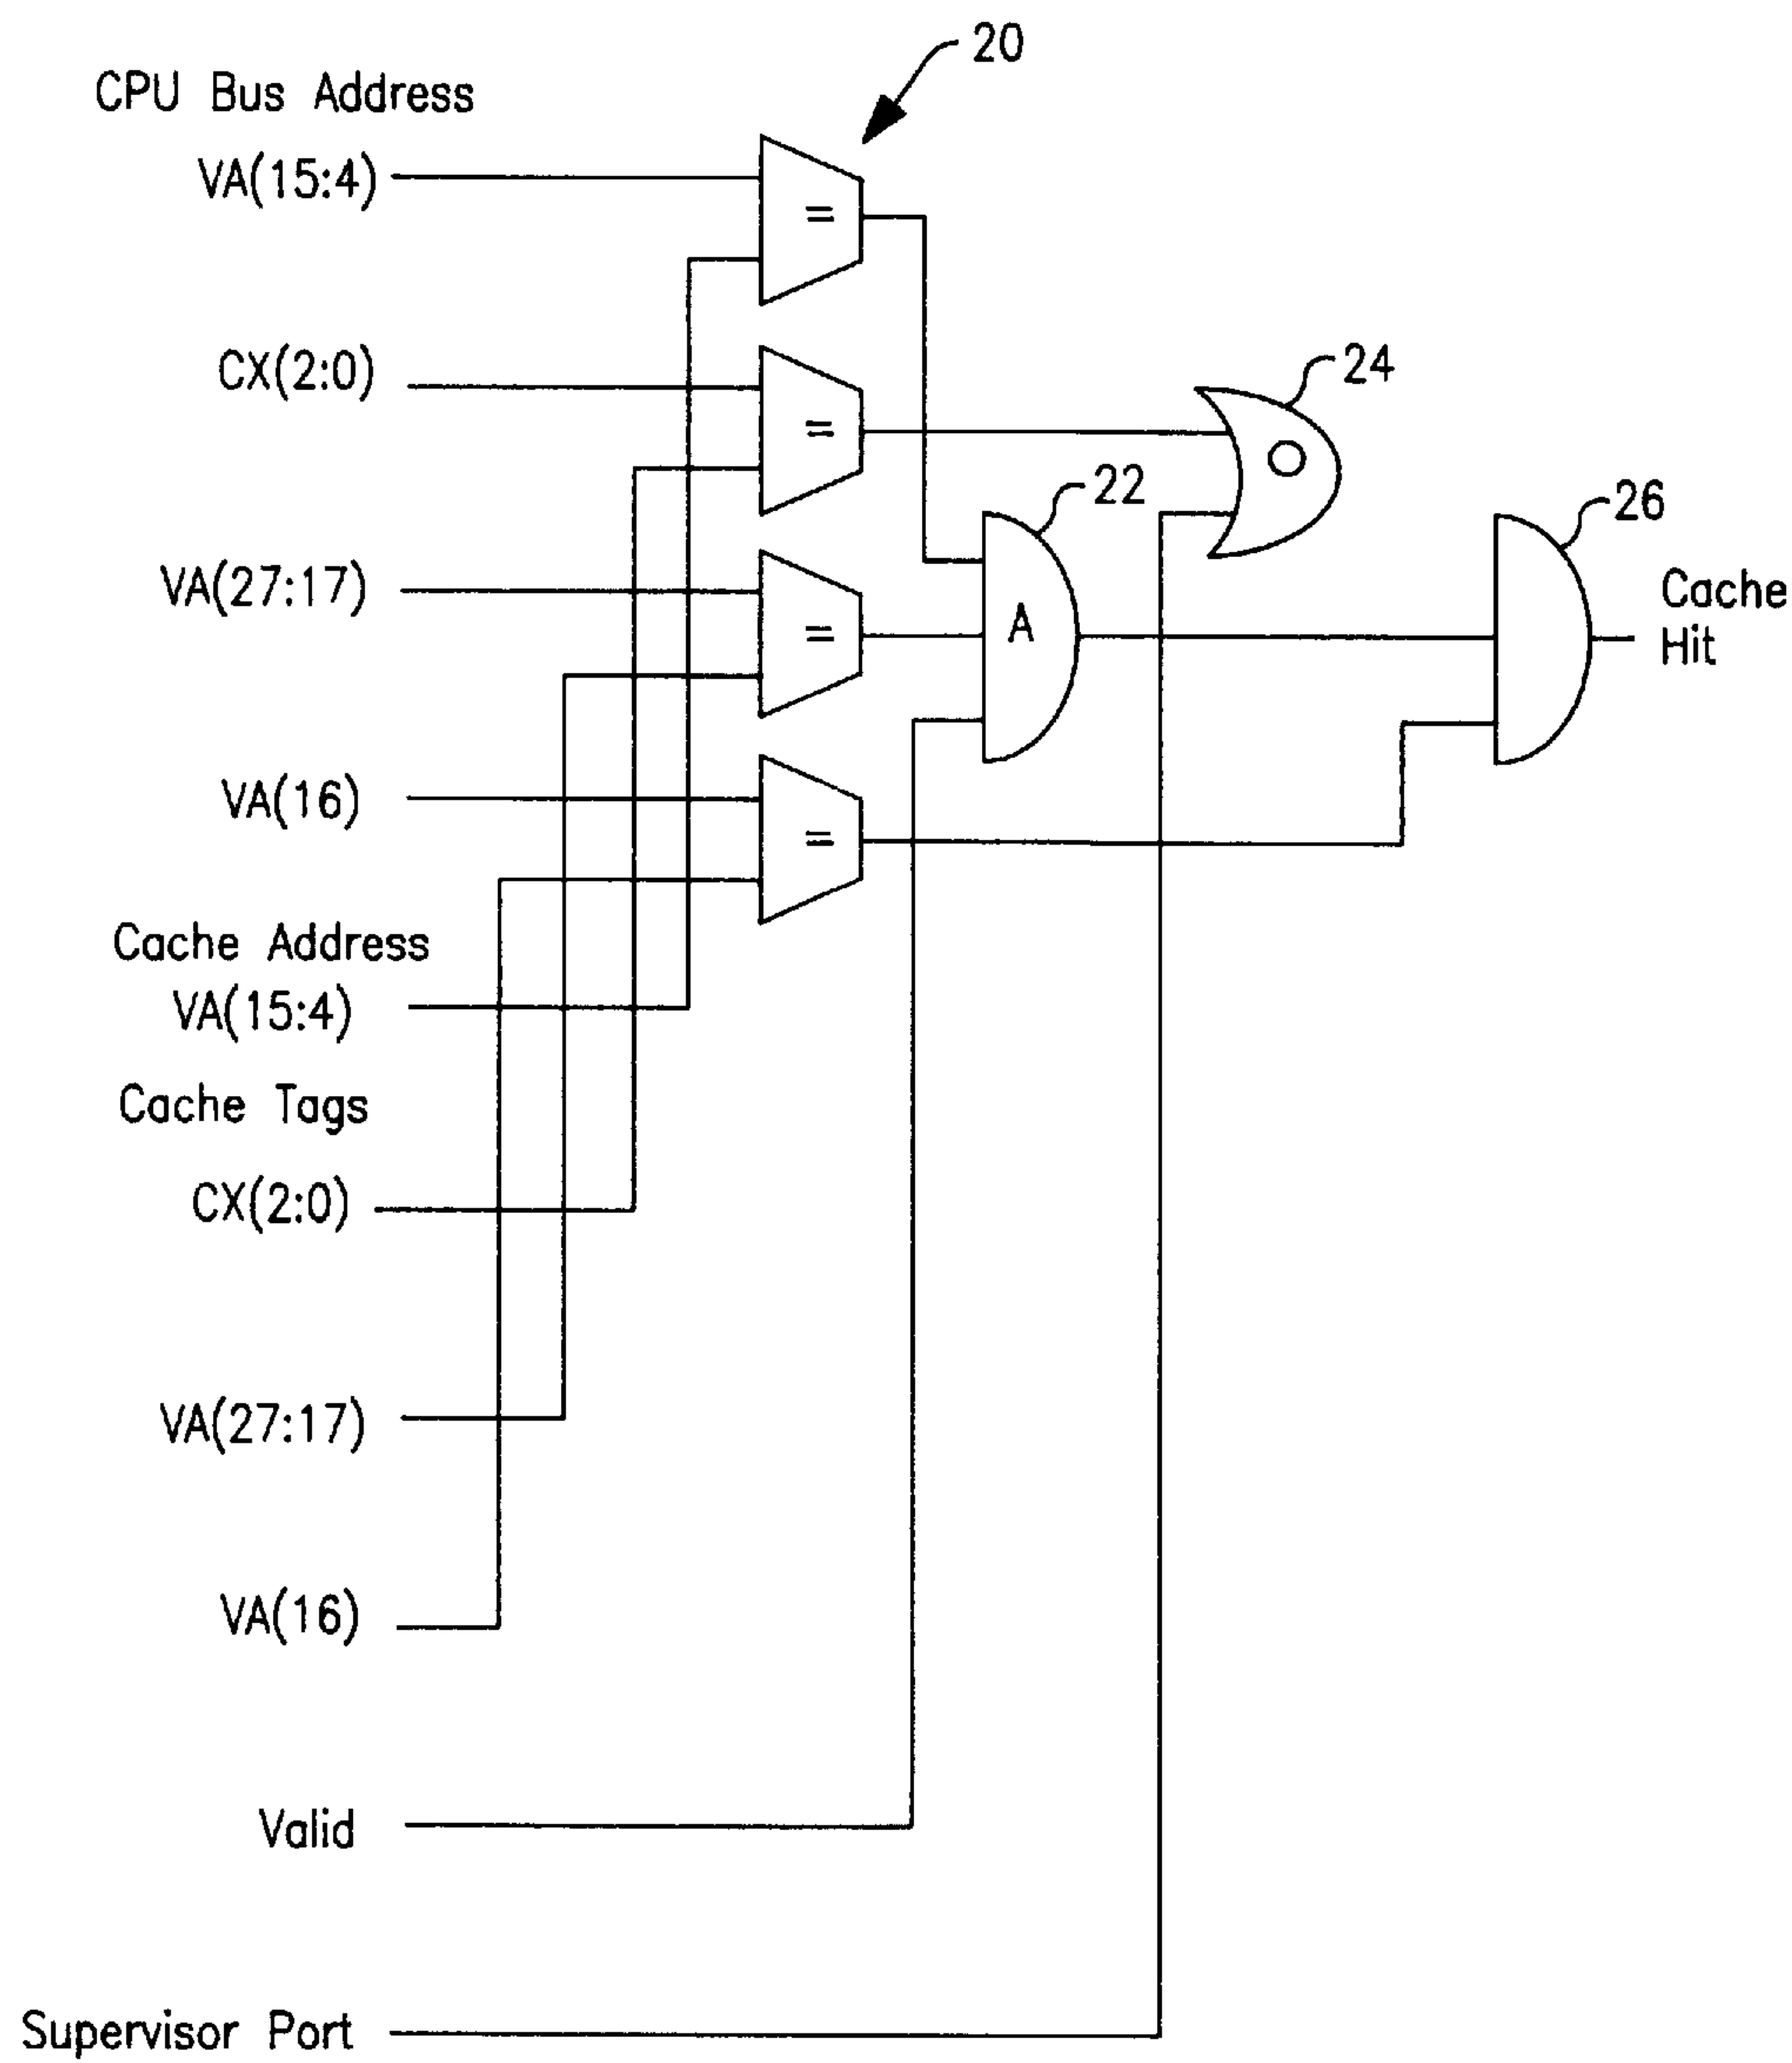 20
CPU Bus Address
VA(15:4)
=
CX(2:0)
=
24
22
26
VA(27:17)
=
A
Cache
Hit
VA(16)
=
Cache Address
VA(15:4)
Cache Tags
CX(2:0)
VA(27:17)
VA(16)
Valid
Supervisor Port